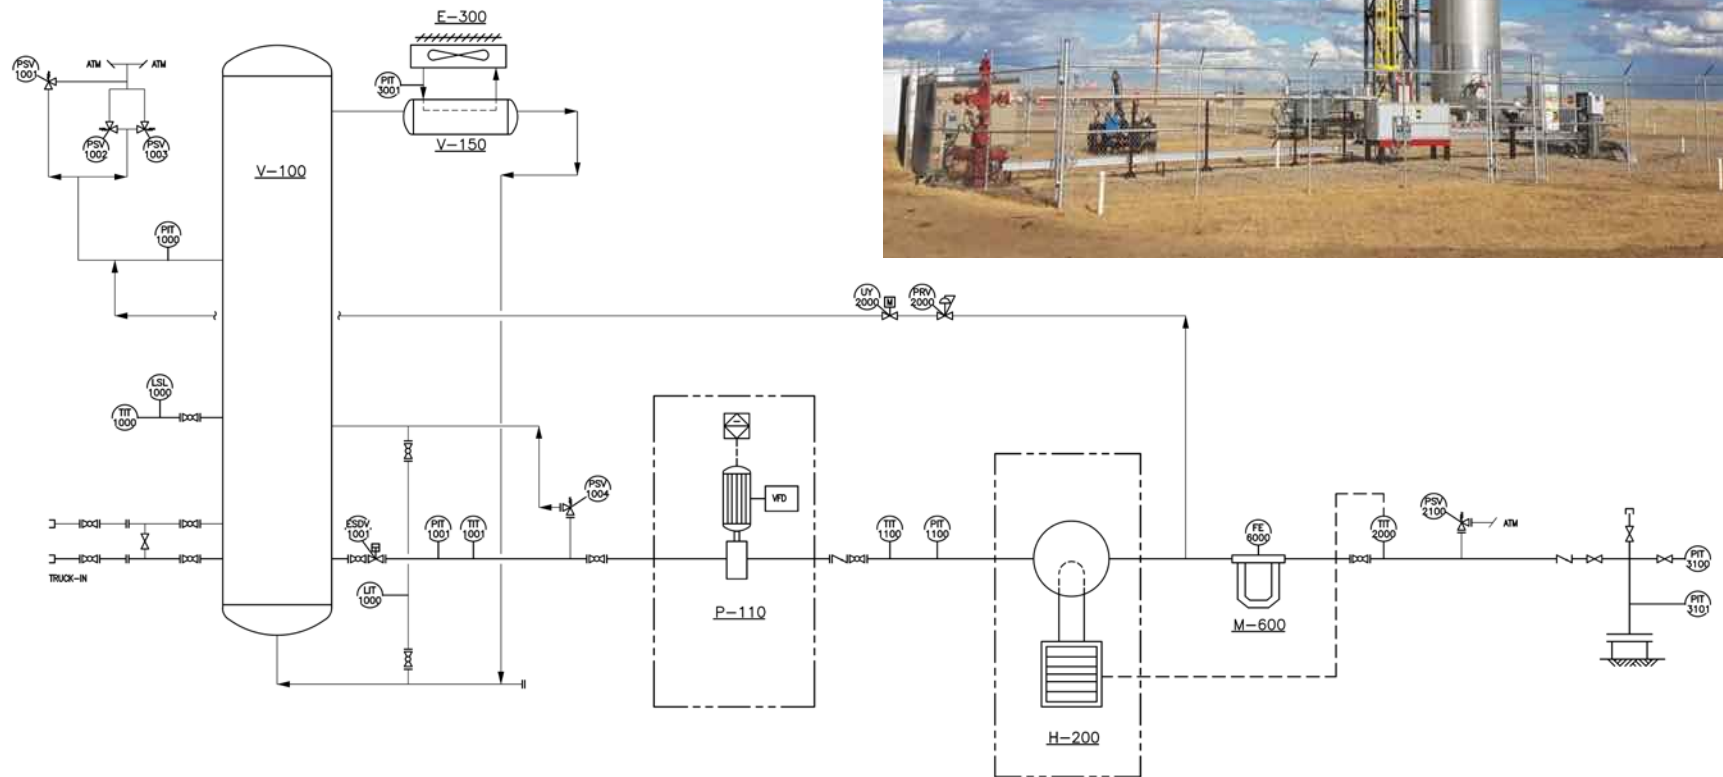 E-300
PSV
1001
ATM
ATM
PIT
3001
PSV
1002
PSV
1003
V-150
V-100
PIT
1000
UY
2000
M
PRV
2000
LSL
1000
TIT
1000
PSV
1004
VFD
ESDV
1001
PIT
1001
TIT
1001
TIT
1100
PIT
1100
FE
6000
TIT
2000
PSV
2100
ATM
PIT
3100
TRUCK-IN
LIT
1000
P-110
M-600
PIT
3101
H-200